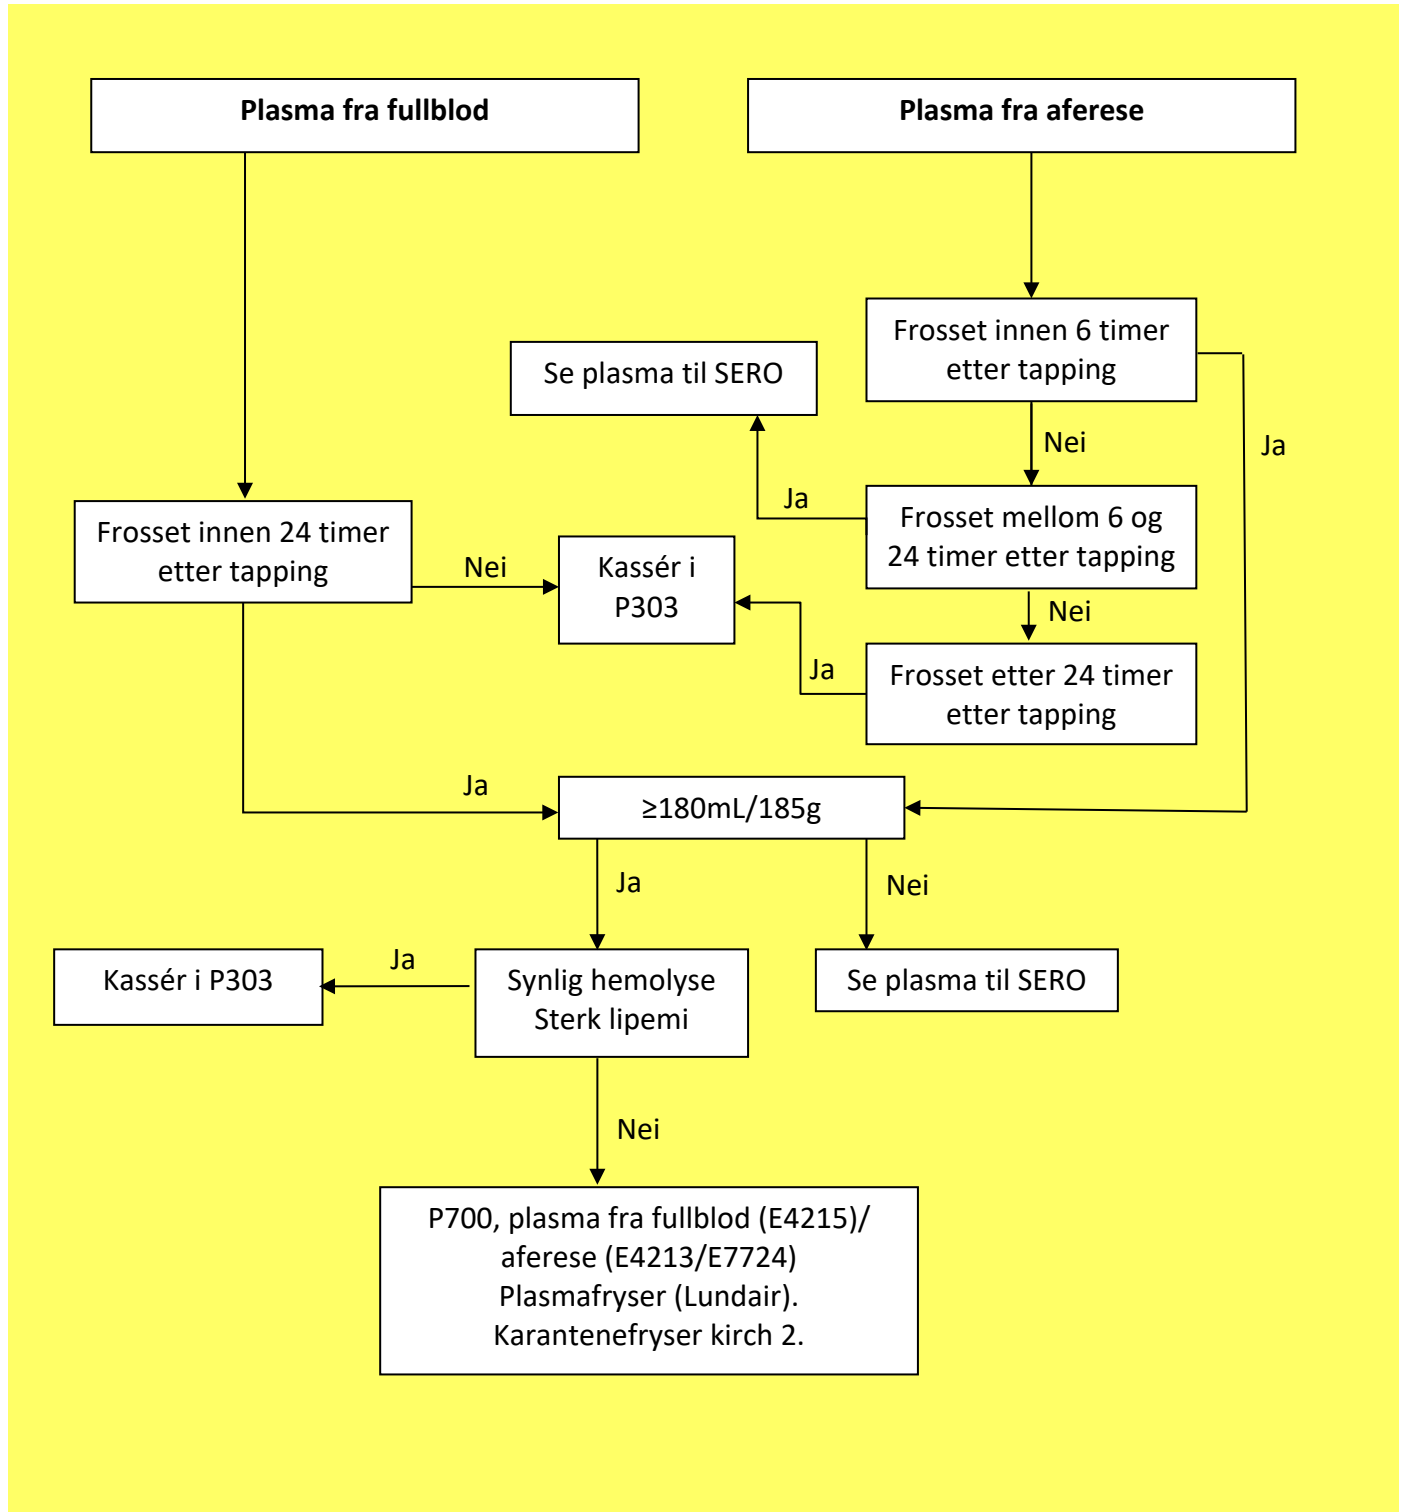 Plasma fra fullblod
Plasma fra aferese
Frosset innen 6 timer
etter tapping
Se plasma til SERO
Nei
Ja
Ja
Frosset mellom 6 og
24 timer etter tapping
Frosset innen 24 timer
etter tapping
Nei
Kassér i
P303
Nei
Ja
Frosset etter 24 timer
etter tapping
Ja
≥180mL/185g
Ja
Nei
Kassér i P303
Ja
Synlig hemolyse
Sterk lipemi
Se plasma til SERO
Nei
P700, plasma fra fullblod (E4215)/
aferese (E4213/E7724)
Plasmafryser (Lundair).
Karantenefryser kirch 2.